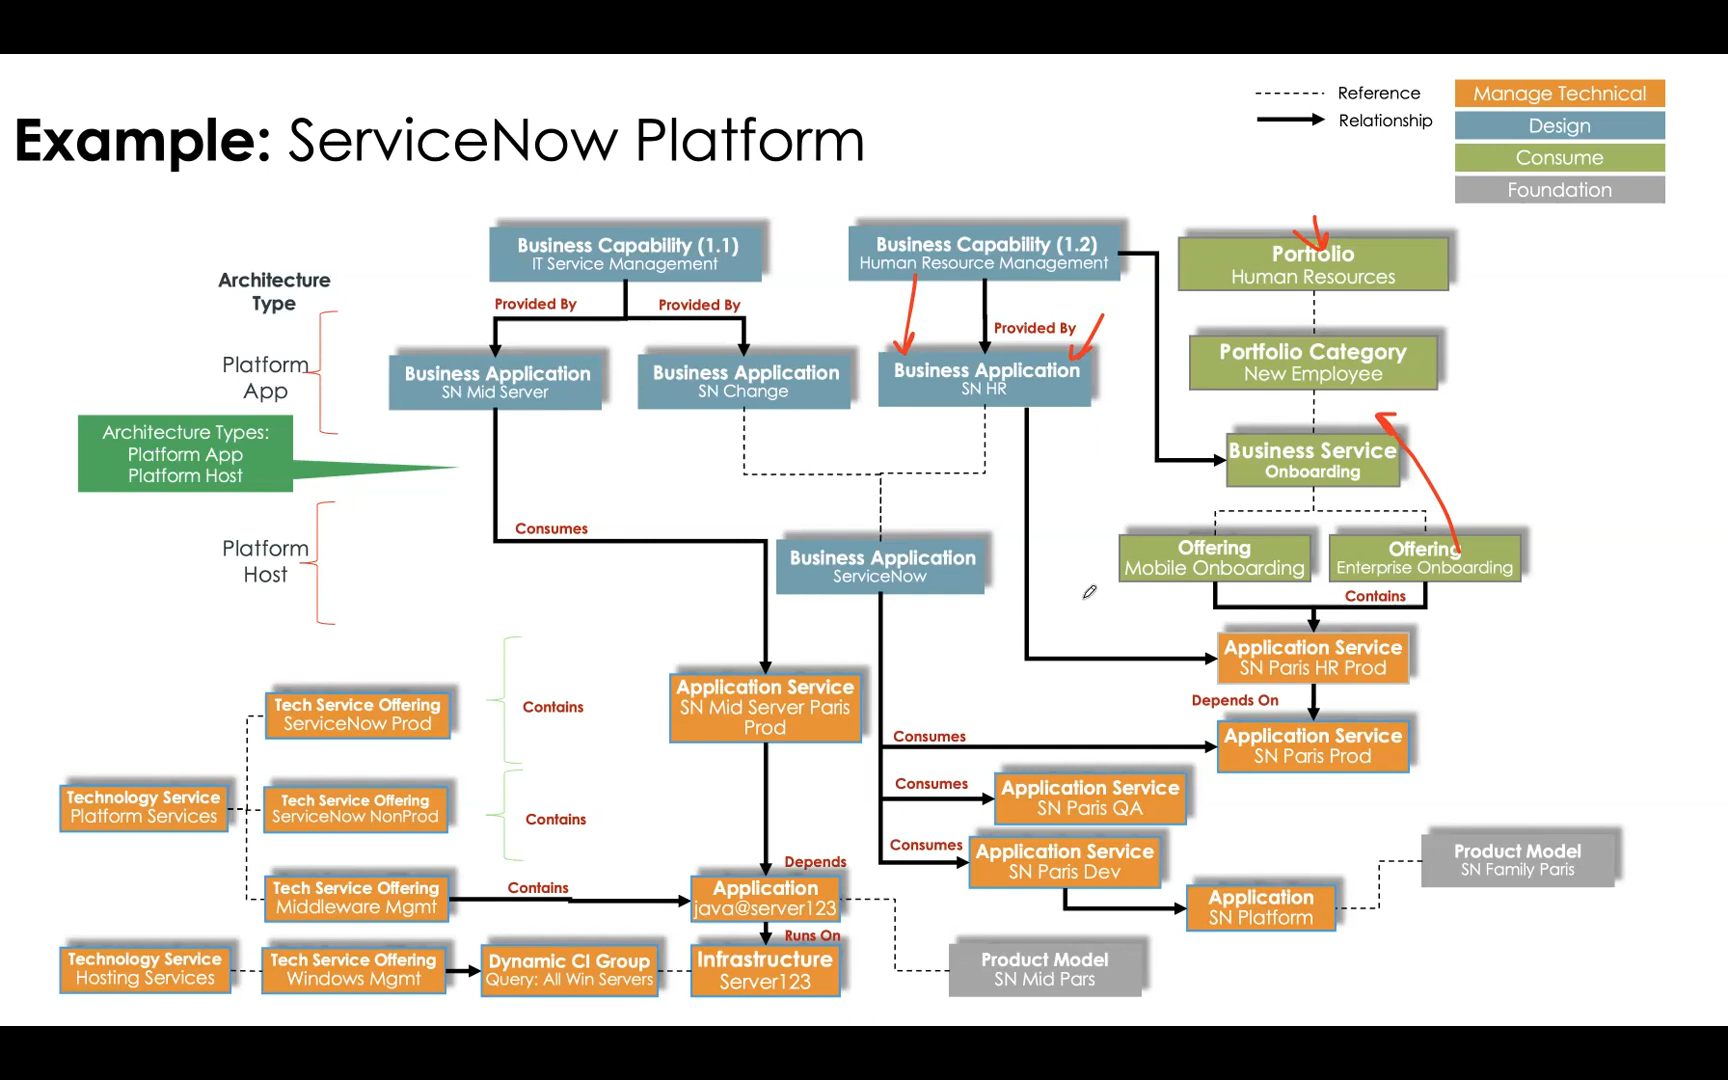 Example: ServiceNow Platform
Reference
Relationship
Manage Technical
Design
Consume
Foundation
Architecture
Type
Platform
App
Architecture Types:
Platform App
Platform Host
Platform
Host
Business Capability (1.1)
IT Service Management
Provided By
Provided By
Business Application
SN Mid Server
Business Application
SN Change
Business Capability (1.2)
Human Resource Management
Provided By
Business Application
SN HR
Portfolio
Human Resources
Portfolio Category
New Employee
Business Service
Onboarding
Offering
Mobile Onboarding
Offering
Enterprise Onboarding
Contains
Consumes
Business Application
ServiceNow
Application Service
SN Paris HR Prod
Depends On
Application Service
SN Paris Prod
Consumes
Consumes
Application Service
SN Paris QA
Consumes
Application Service
SN Paris Dev
Application
SN Platform
Product Model
SN Family Paris
Application Service
SN Mid Server Paris
Prod
Tech Service Offering
ServiceNow Prod
Contains
Technology Service
Platform Services
Tech Service Offering
ServiceNow NonProd
Contains
Tech Service Offering
Middleware Mgmt
Contains
Depends
Application
java@server123
Runs On
Technology Service
Hosting Services
Tech Service Offering
Windows Mgmt
Dynamic CI Group
Query: All Win Servers
Infrastructure
Server123
Product Model
SN Mid Pars